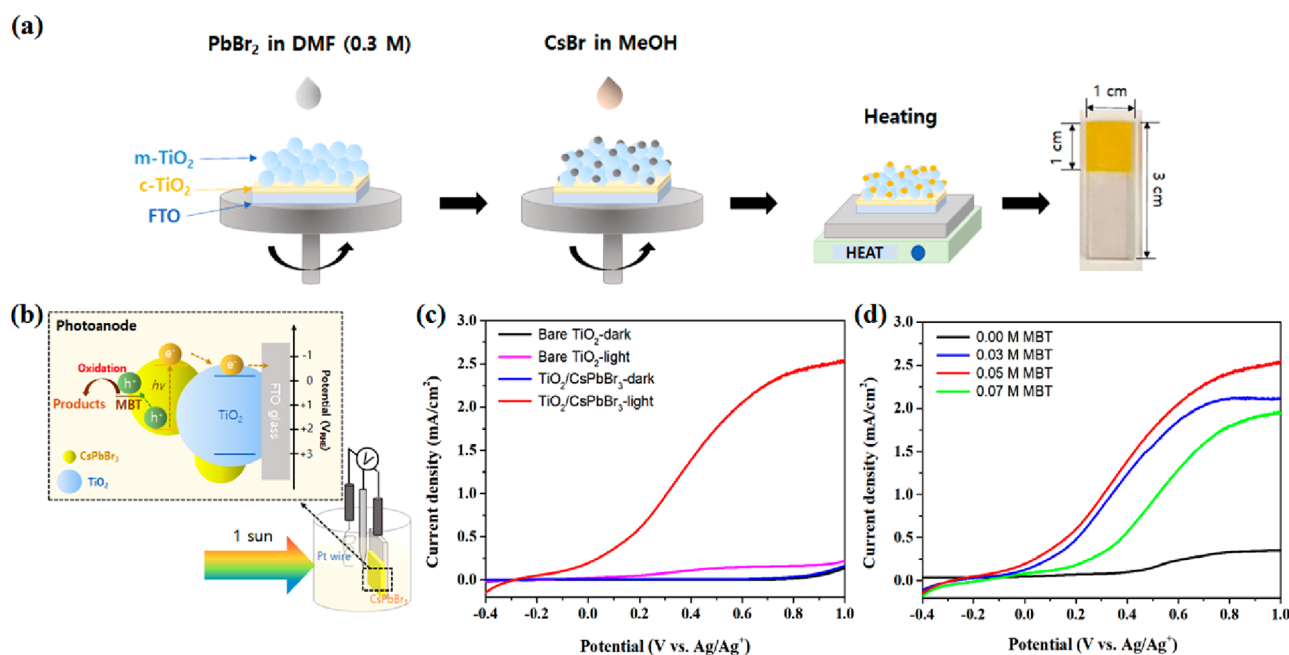 (a)
PbBr2 in DMF (0.3 M)
CsBr in MeOH
Heating
m-TiO2
c-TiO2
FTO
HEAT
1 cm
1 cm
3 cm
(b)
Photoanode
Oxidation
Products
MBT
h+
h+
hν
e-
e-
TiO2
FTO glass
-1
0
+1
+2
+3
CsPbBr3
TiO2
V
1 sun
Pt wire
CsPbBr3
(c)
Bare TiO2-dark
Bare TiO2-light
TiO2/CsPbBr3-dark
TiO2/CsPbBr3-light
Current density (mA/cm2)
3.0
2.5
2.0
1.5
1.0
0.5
0.0
-0.4 -0.2 0.0 0.2 0.4 0.6 0.8 1.0
Potential (V vs. Ag/Ag+)
(d)
0.00 M MBT
0.03 M MBT
0.05 M MBT
0.07 M MBT
Current density (mA/cm2)
3.0
2.5
2.0
1.5
1.0
0.5
0.0
-0.4 -0.2 0.0 0.2 0.4 0.6 0.8 1.0
Potential (V vs. Ag/Ag+)